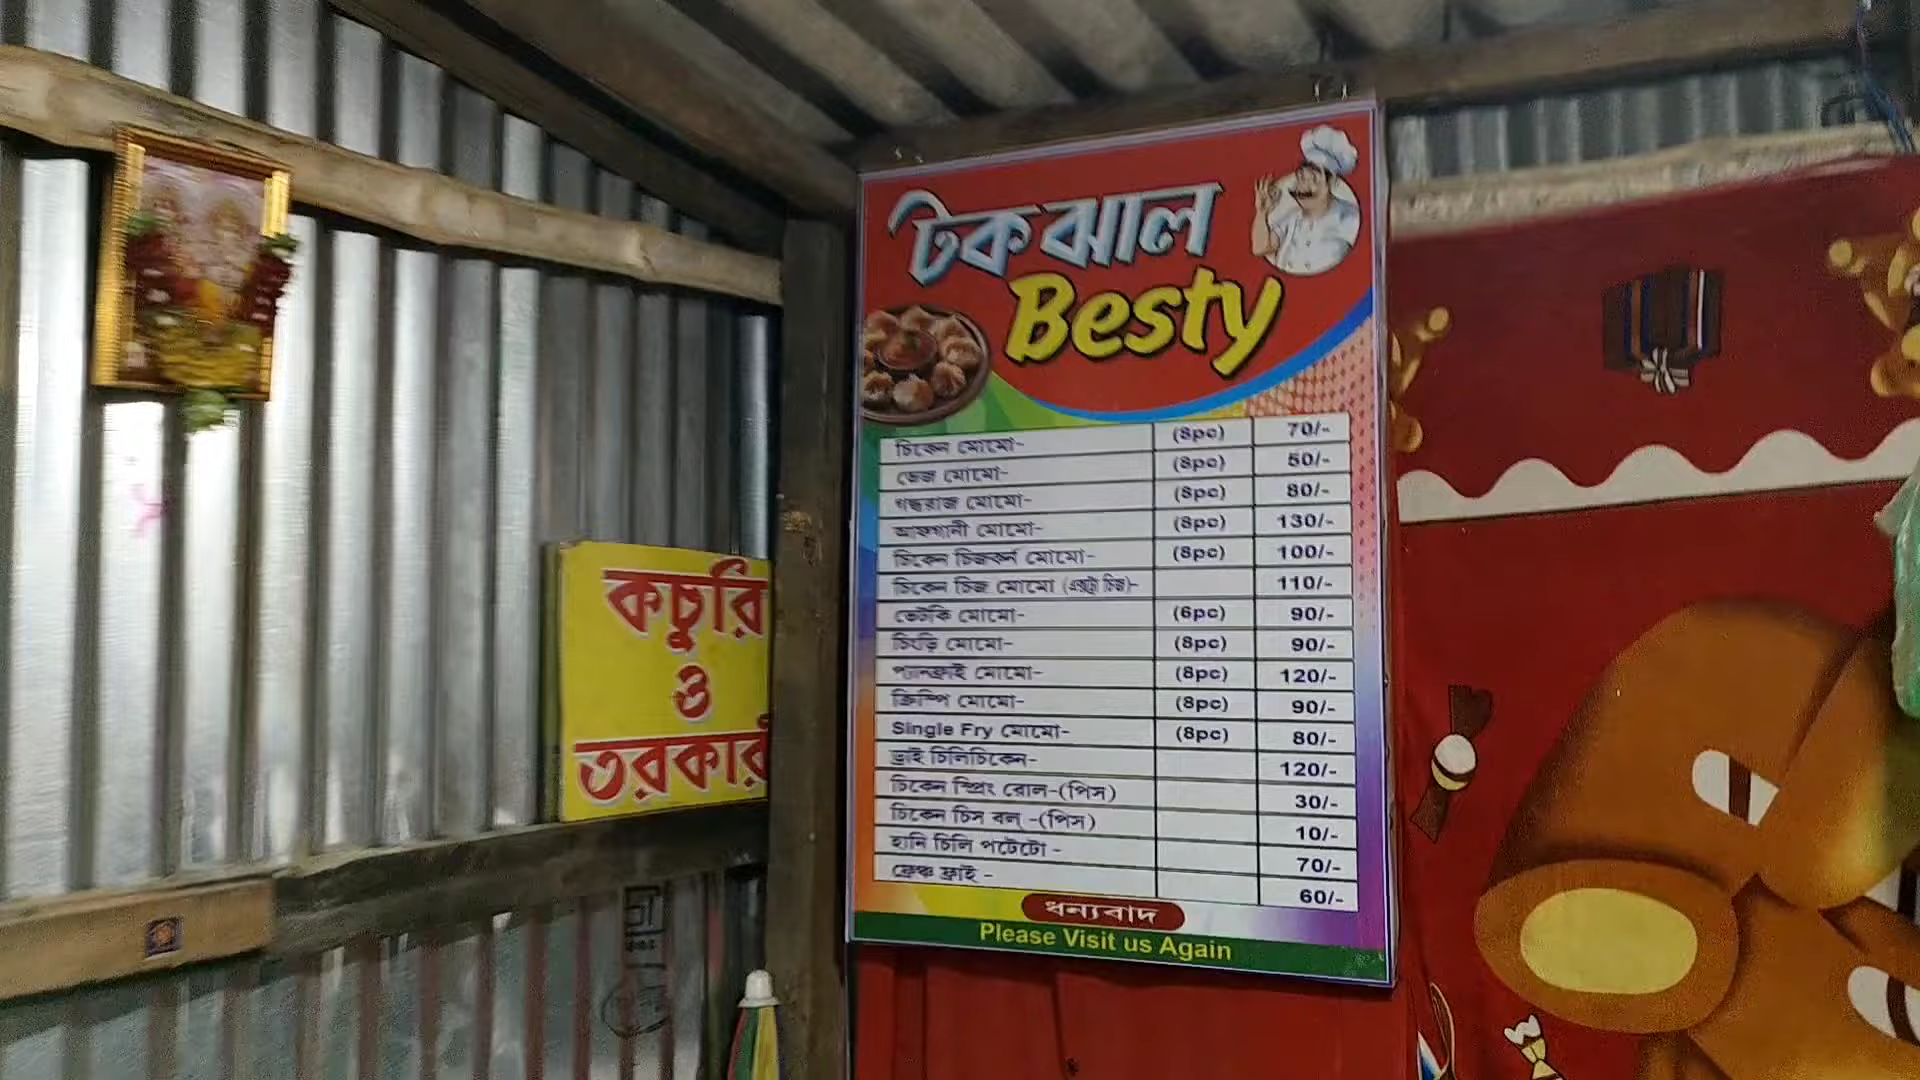 টক ঝাল
Besty
চিকেন মোমো- (8pc) 70/-
ভেজ মোমো- (8pc) 50/-
গন্ধরাজ মোমো- (8pc) 80/-
আফগানী মোমো- (8pc) 130/-
চিকেন চিজকর্ন মোমো- (8pc) 100/-
চিকেন চিজ মোমো (এক্সট্রা চিজ)- 110/-
ভেটকি মোমো- (6pc) 90/-
চিংড়ি মোমো- (8pc) 90/-
প্যানফ্রাই মোমো- (8pc) 120/-
ক্রিস্পি মোমো- (8pc) 90/-
Single Fry মোমো- (8pc) 80/-
ড্রাই চিলিচিকেন- 120/-
চিকেন স্প্রিং রোল-(পিস) 30/-
চিকেন চিস বল্ -(পিস) 10/-
হানি চিলি পটেটো - 70/-
ফ্রেঞ্চ ফ্রাই - 60/-
ধন্যবাদ
Please Visit us Again
কচুরি
ও
তরকারী